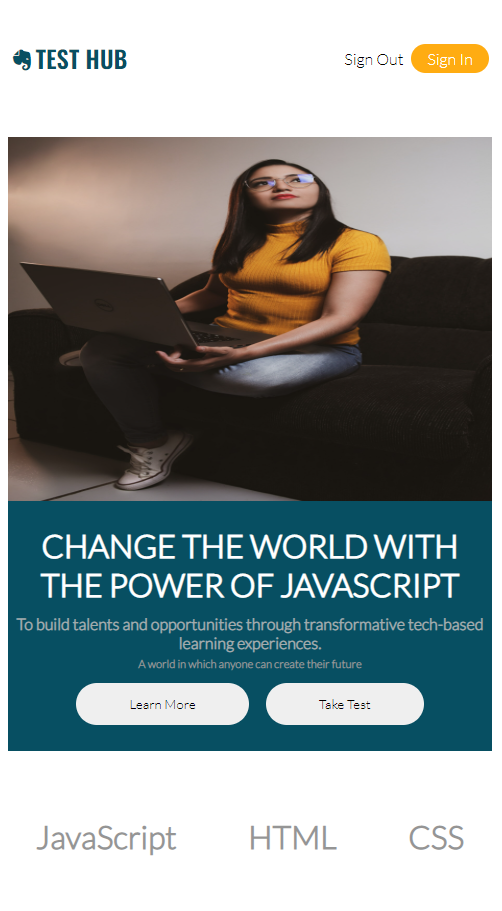 TEST HUB
Sign Out
Sign In
CHANGE THE WORLD WITH
THE POWER OF JAVASCRIPT
To build talents and opportunities through transformative tech-based
learning experiences.
A world in which anyone can create their future
Learn More
Take Test
JavaScript
HTML
CSS